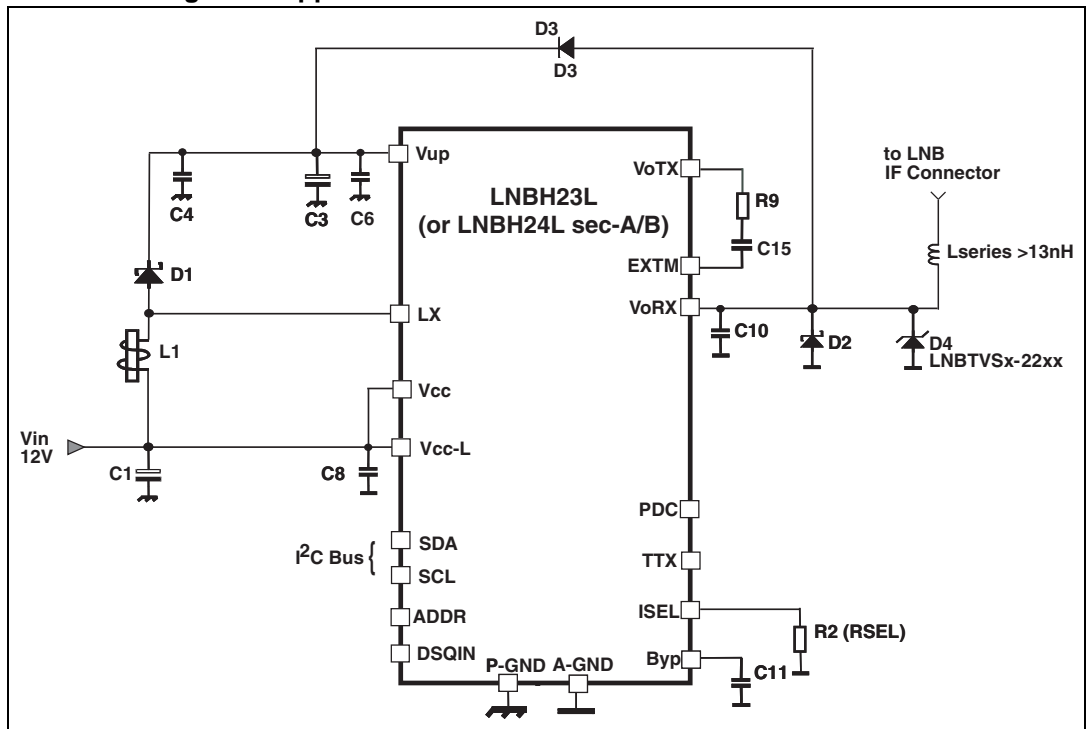 D3
D3
Vup
VoTX
to LNB
IF Connector
LNBH23L
(or LNBH24L sec-A/B)
R9
C4
C3
C6
C15
EXTM
Lseries >13nH
D1
LX
VoRX
C10
D2
D4
LNBTVSx-22xx
L1
Vcc
Vin
12V
Vcc-L
C1
C8
PDC
I2C Bus {
SDA
SCL
TTX
ISEL
ADDR
R2 (RSEL)
DSQIN
P-GND A-GND
Byp
C11